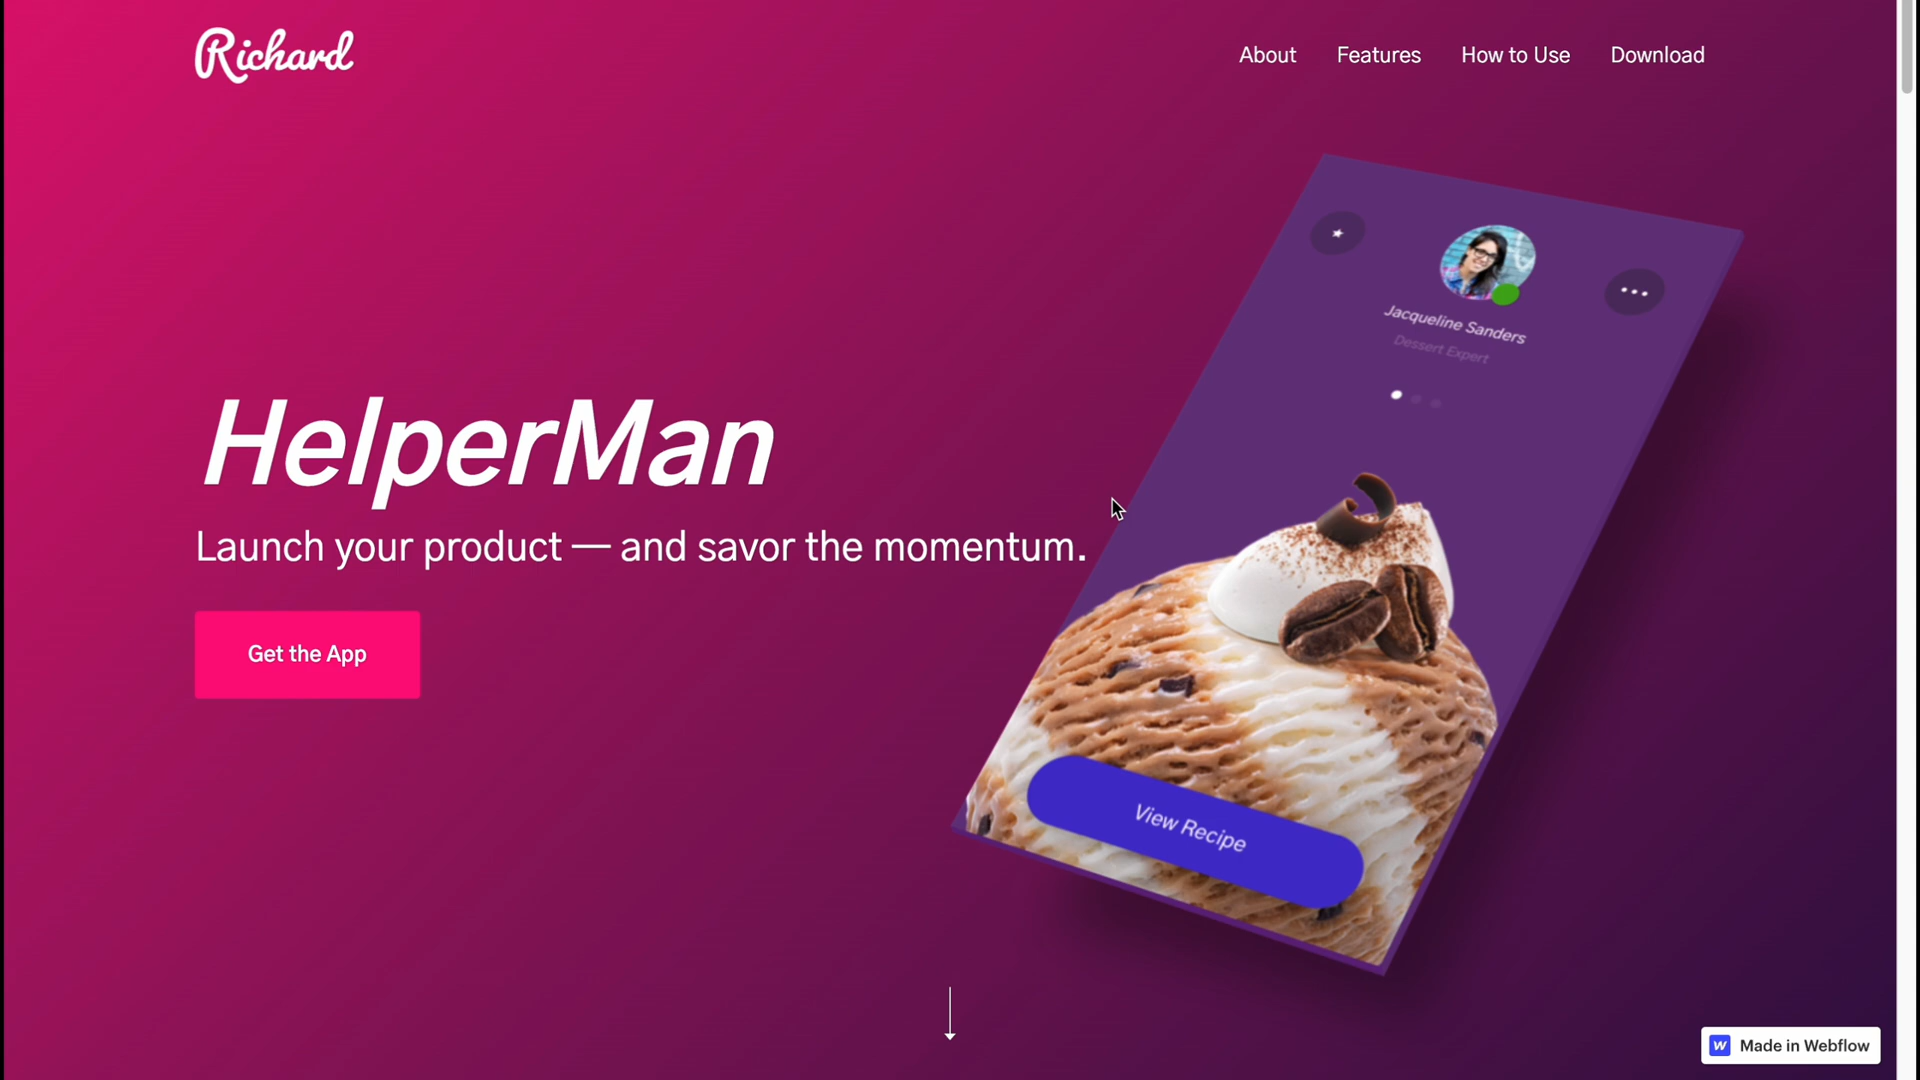 Richard
About Features How to Use Download
Jacqueline Sanders
Dessert Expert
HelperMan
Launch your product — and savor the momentum.
Get the App
View Recipe
W Made in Webflow